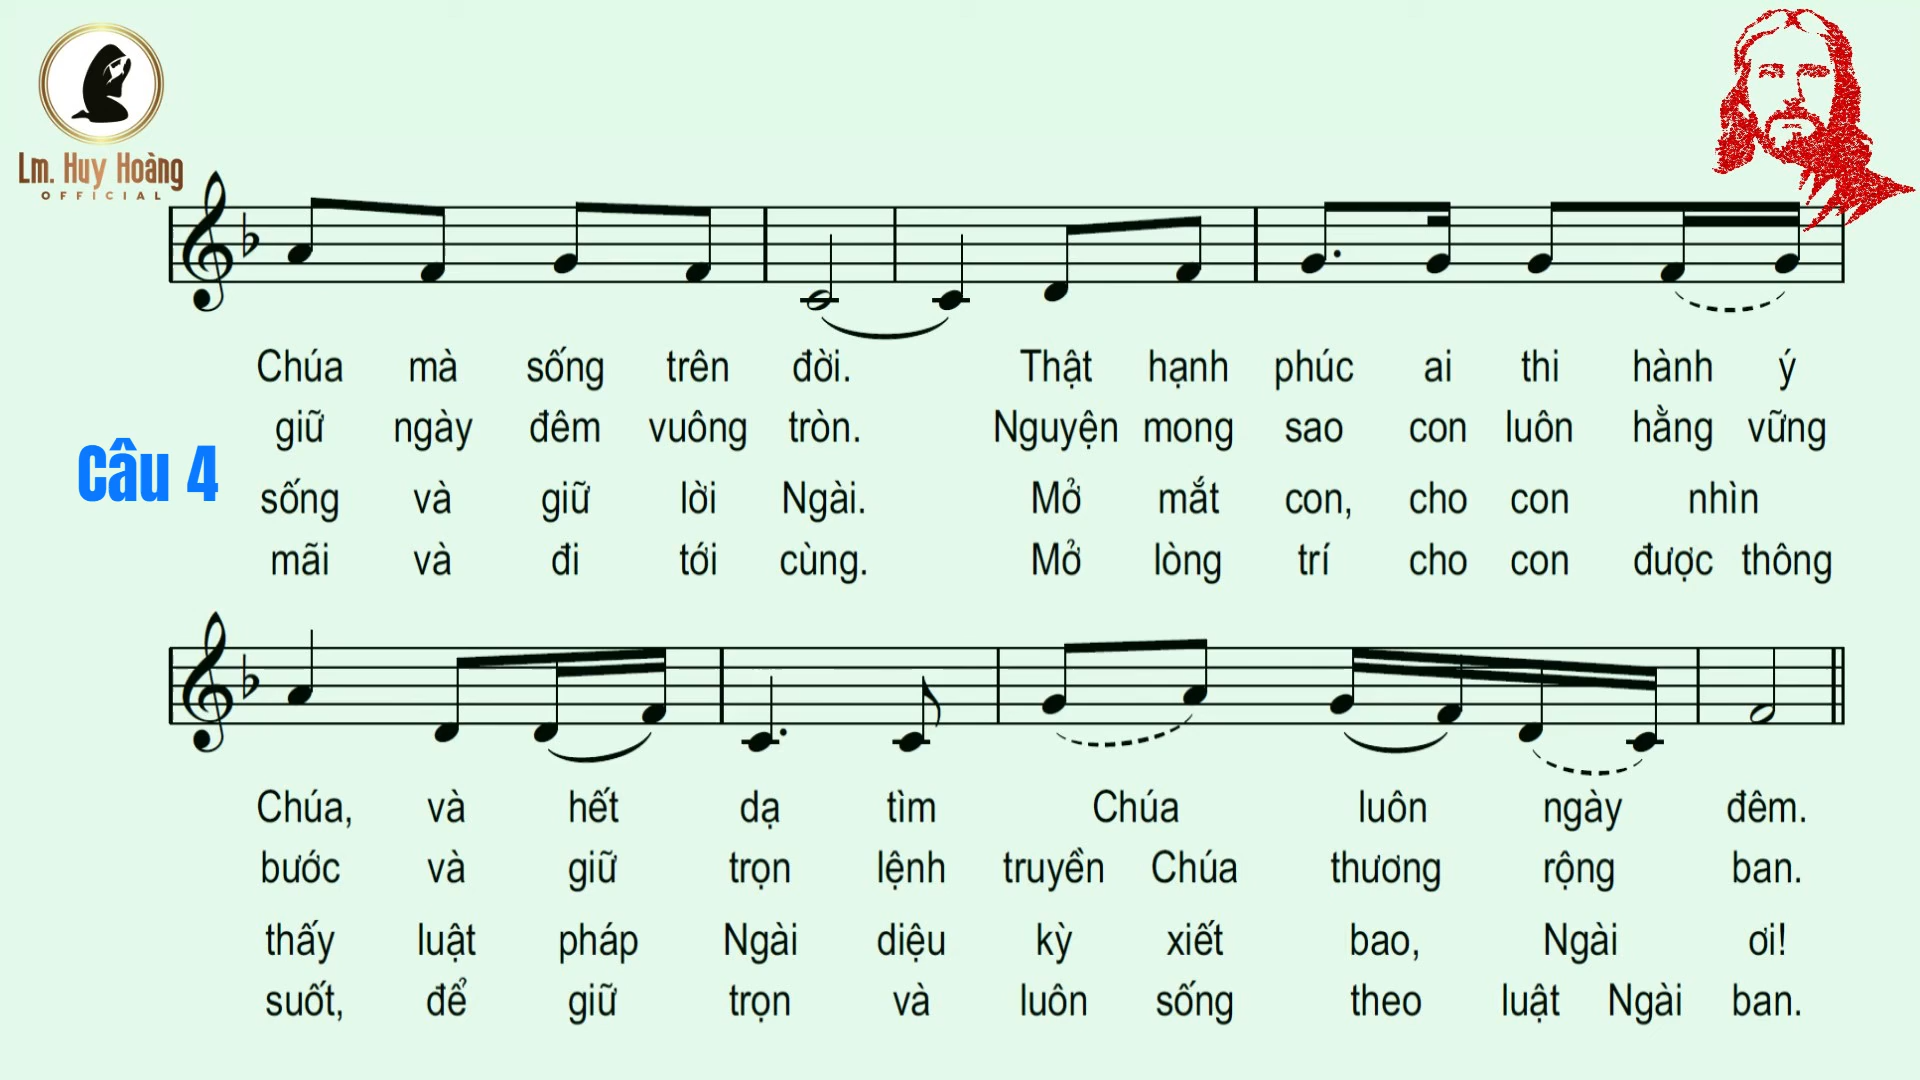 Lm. Huy Hoàng
OFFICIAL
Chúa mà sống trên đời. Thật hạnh phúc ai thi hành ý
giữ ngày đêm vuông tròn. Nguyện mong sao con luôn hằng vững
Câu 4
sống và giữ lời Ngài. Mở mắt con, cho con nhìn
mãi và đi tới cùng. Mở lòng trí cho con được thông
Chúa, và hết dạ tìm Chúa luôn ngày đêm.
bước và giữ trọn lệnh truyền Chúa thương rộng ban.
thấy luật pháp Ngài diệu kỳ xiết bao, Ngài ơi!
suốt, để giữ trọn và luôn sống theo luật Ngài ban.